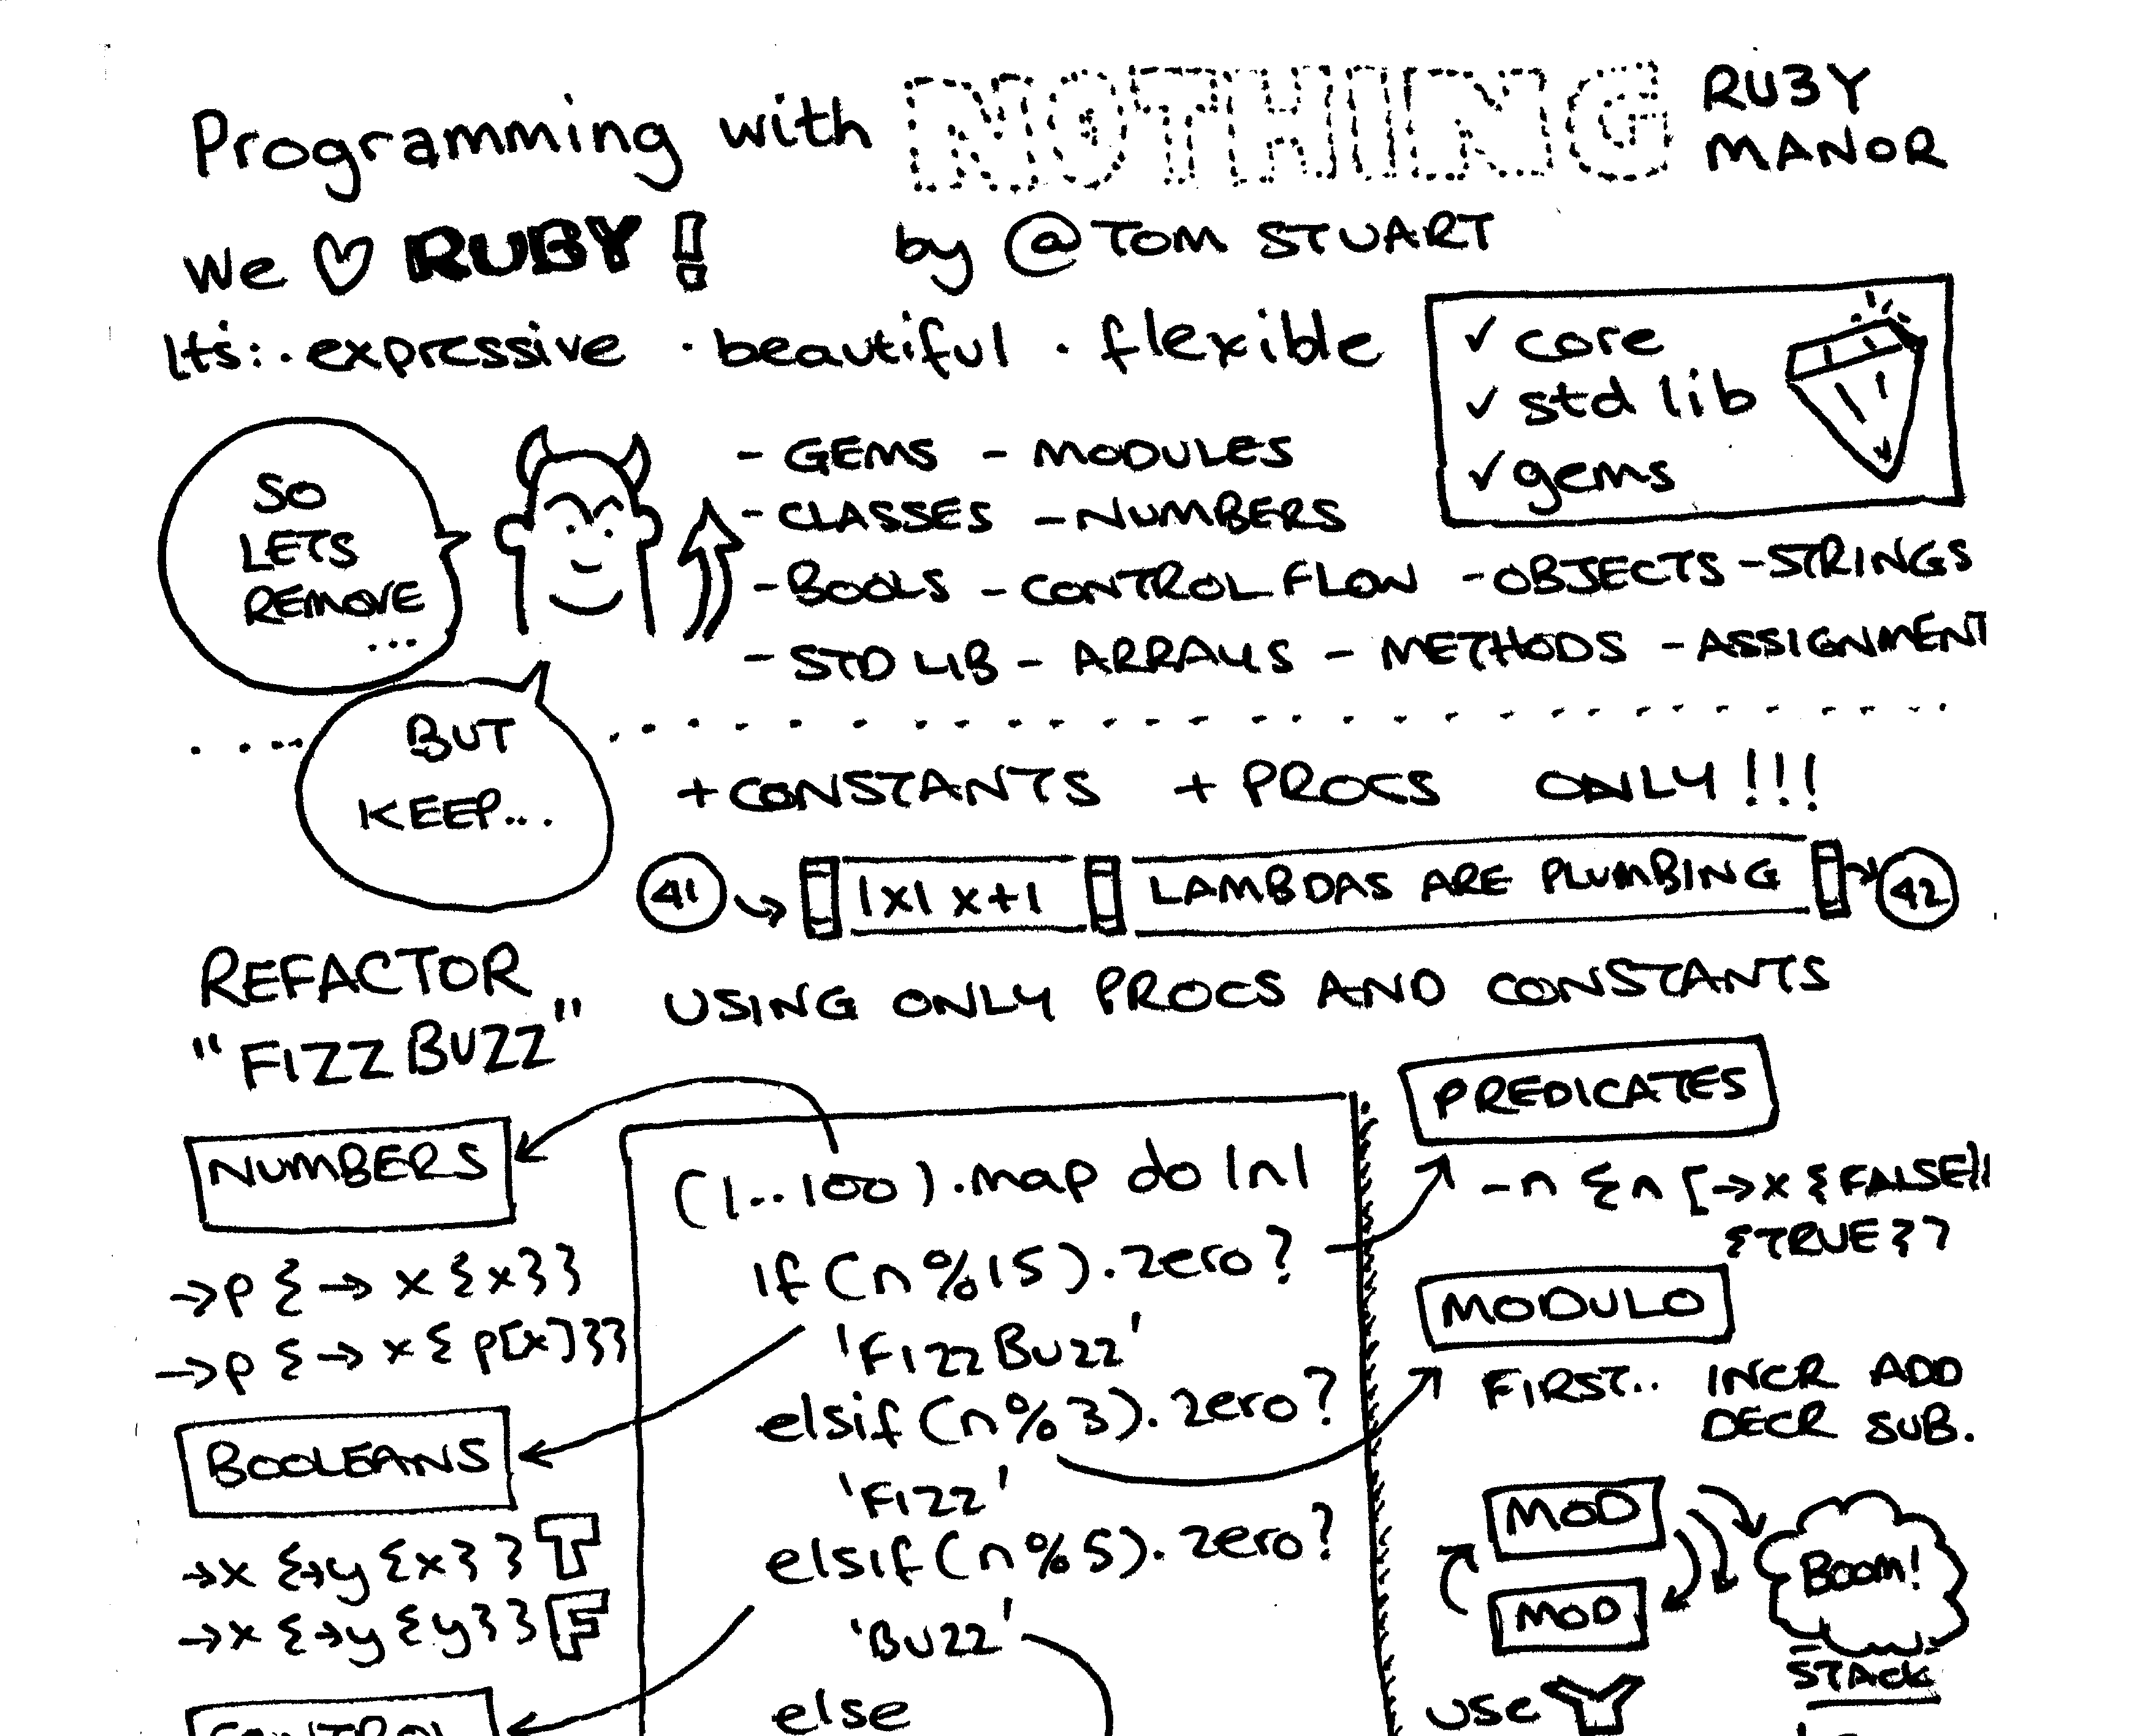 Programming with NOTHING RUBY
MANOR
We ♡ RUBY!
by @TOM STUART
Its: · expressive · beautiful · flexible
✓ core
✓ std lib
✓ gems
SO
LETS
REMOVE
...
- GEMS - MODULES
- CLASSES - NUMBERS
- BOOLS - CONTROL FLOW - OBJECTS - STRINGS
- STD LIB - ARRAYS - METHODS - ASSIGNMENT
BUT
KEEP...
+ CONSTANTS + PROCS ONLY!!!
41 → |x| x+1 LAMBDAS ARE PLUMBING → 42
REFACTOR
"FIZZ BUZZ"
USING ONLY PROCS AND CONSTANTS
NUMBERS
->p {-> x {x}}
->p {-> x { p[x]}}
BOOLEANS
->x {->y {x}} T
->x {->y {y}} F
CONTROL
(1..100).map do |n|
if (n%15).zero?
'FizzBuzz'
elsif (n%3).zero?
'Fizz'
elsif (n%5).zero?
'Buzz'
else
PREDICATES
-n {n [->x {FALSE}]
{TRUE}}
MODULO
FIRST.. INCR ADD
DECR SUB.
MOD
MOD
BOOM!
STACK
USE Y